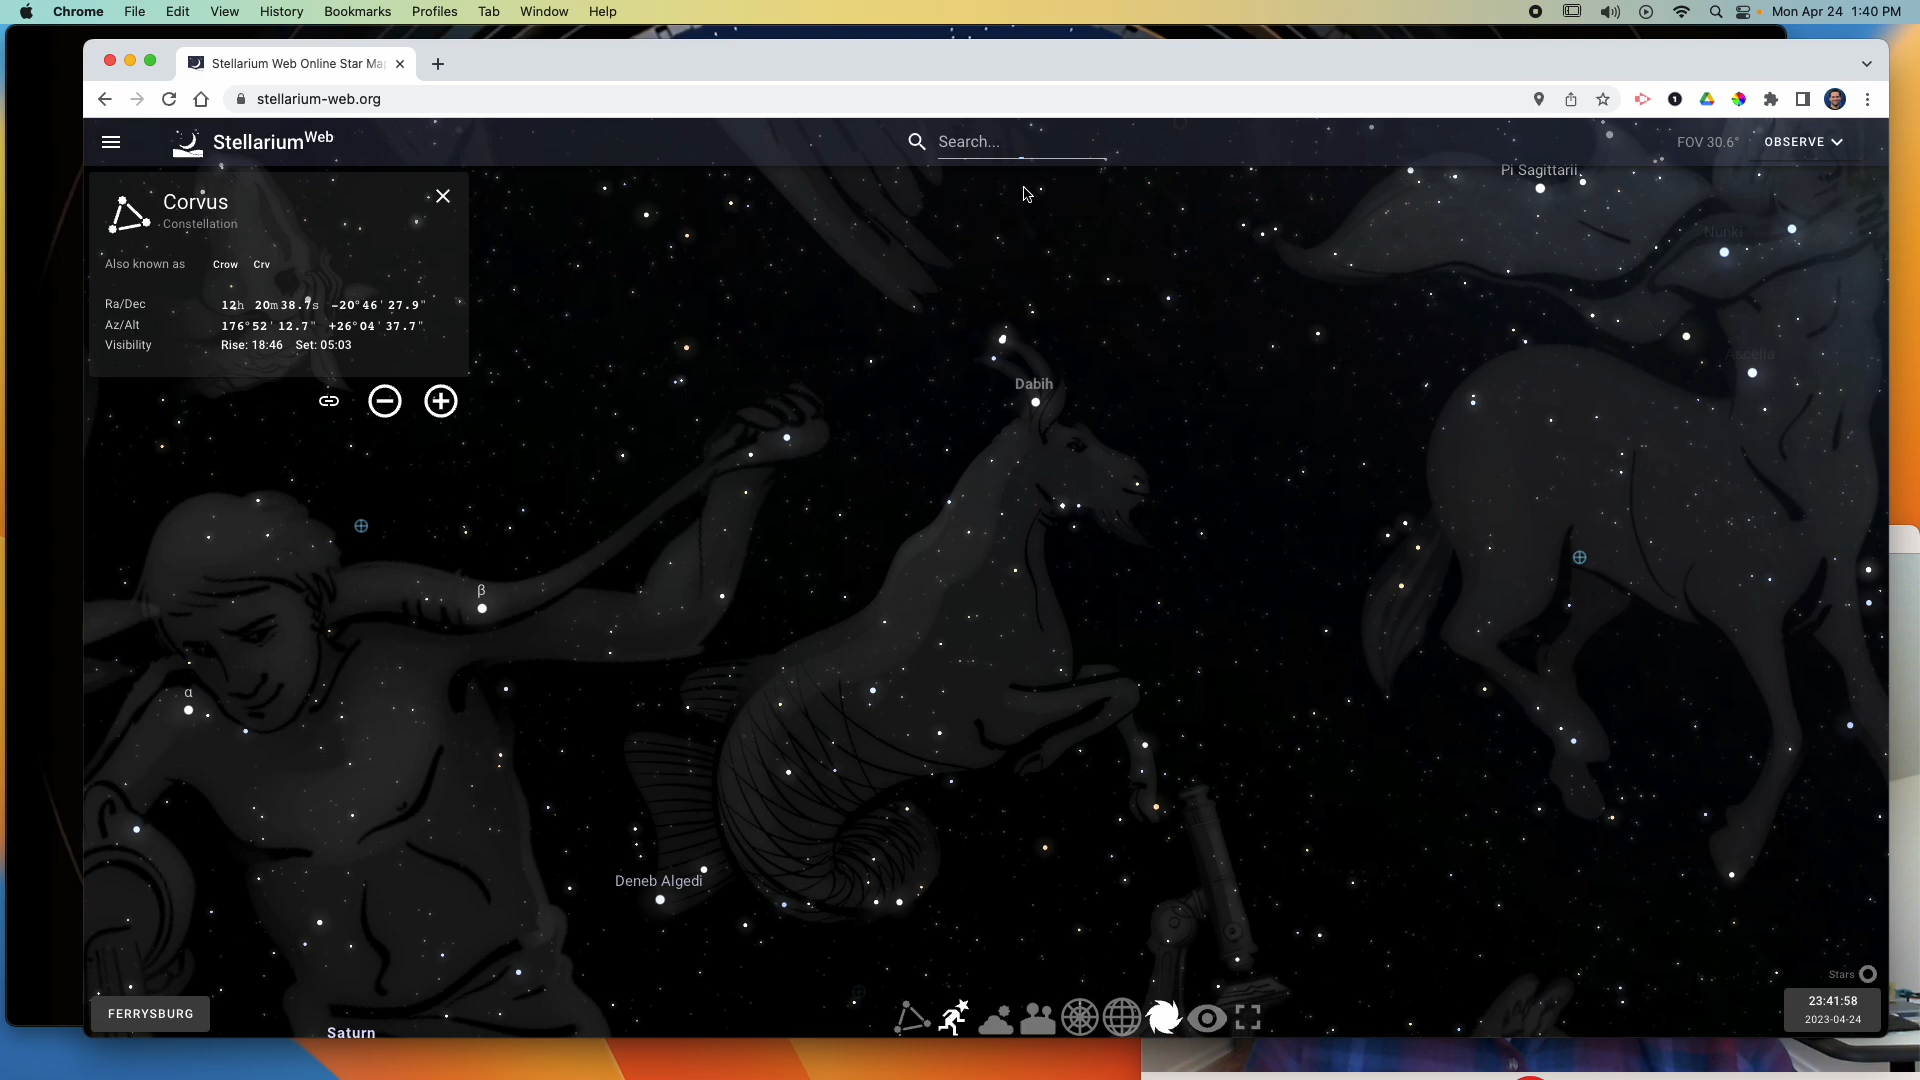 Chrome File Edit View History Bookmarks Profiles Tab Window Help Mon Apr 24 1:40 PM
Stellarium Web Online Star Ma
stellarium-web.org
StellariumWeb Search... FOV 30.6° OBSERVE
Pi Sagittarii
Corvus
Constellation
Nunki
Also known as Crow Crv
Ra/Dec 12h 20m38.7s -20°46'27.9"
Az/Alt 176°52'12.7" +26°04'37.7"
Visibility Rise: 18:46 Set: 05:03
Ascella
Dabih
β
α
Deneb Algedi
Stars
FERRYSBURG
23:41:58
2023-04-24
Saturn